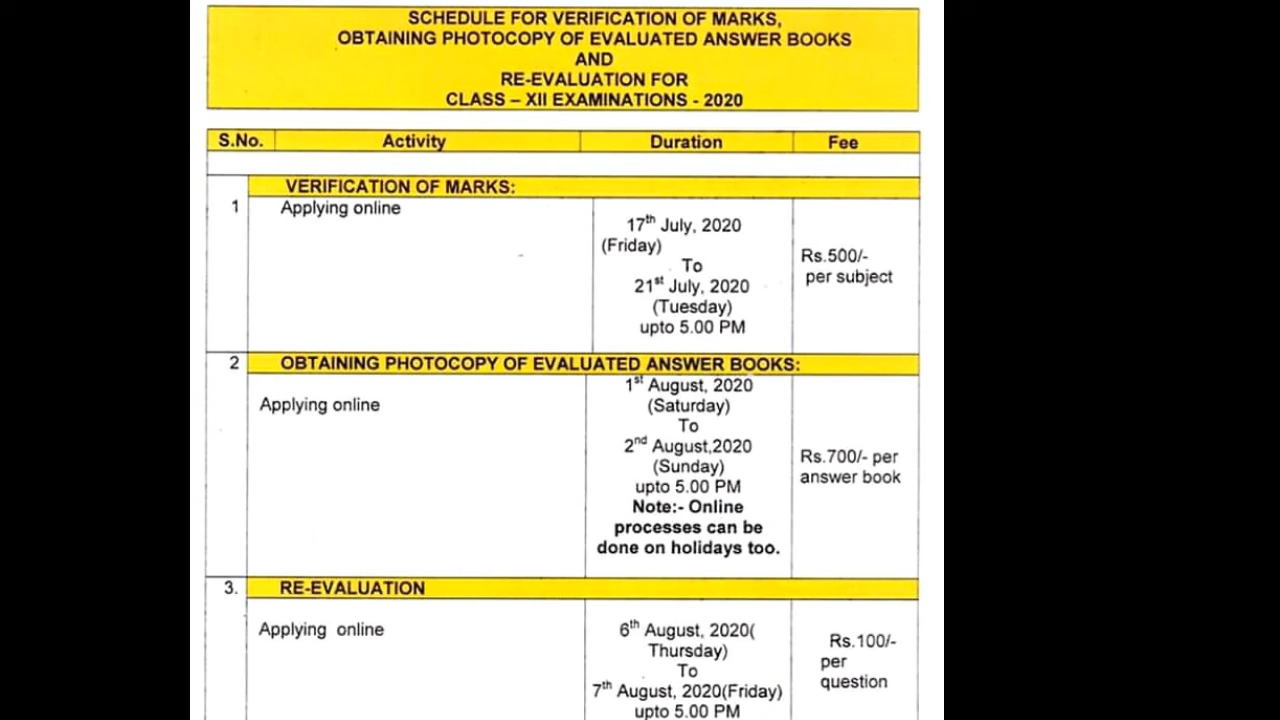 SCHEDULE FOR VERIFICATION OF MARKS,
OBTAINING PHOTOCOPY OF EVALUATED ANSWER BOOKS
AND
RE-EVALUATION FOR
CLASS – XII EXAMINATIONS - 2020
S.No. Activity Duration Fee
VERIFICATION OF MARKS:
1 Applying online
17th July, 2020
(Friday)
To
21st July, 2020
(Tuesday)
upto 5.00 PM
Rs.500/-
per subject
2 OBTAINING PHOTOCOPY OF EVALUATED ANSWER BOOKS:
Applying online
1st August, 2020
(Saturday)
To
2nd August,2020
(Sunday)
upto 5.00 PM
Note:- Online
processes can be
done on holidays too.
Rs.700/- per
answer book
3. RE-EVALUATION
Applying online
6th August, 2020(
Thursday)
To
7th August, 2020(Friday)
upto 5.00 PM
Rs.100/-
per
question